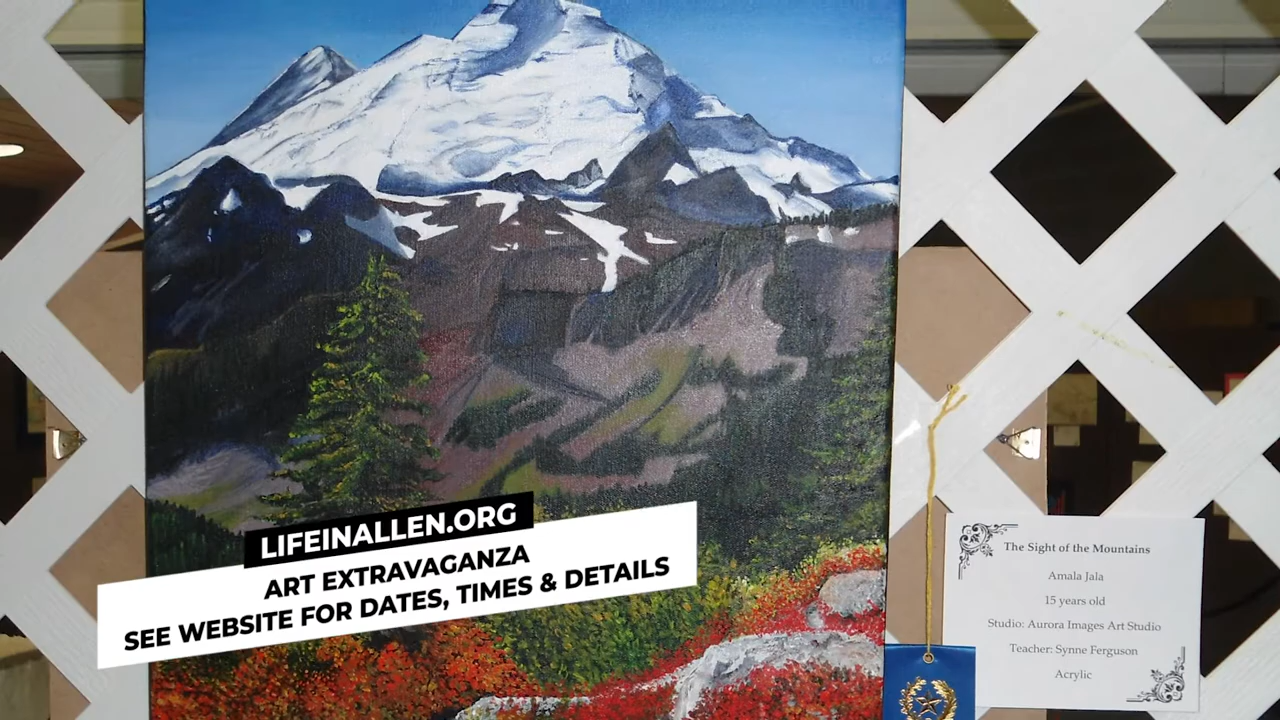 LIFEINALLEN.ORG
ART EXTRAVAGANZA
SEE WEBSITE FOR DATES, TIMES & DETAILS
The Sight of the Mountains
Amala Jala
15 years old
Studio: Aurora Images Art Studio
Teacher: Synne Ferguson
Acrylic